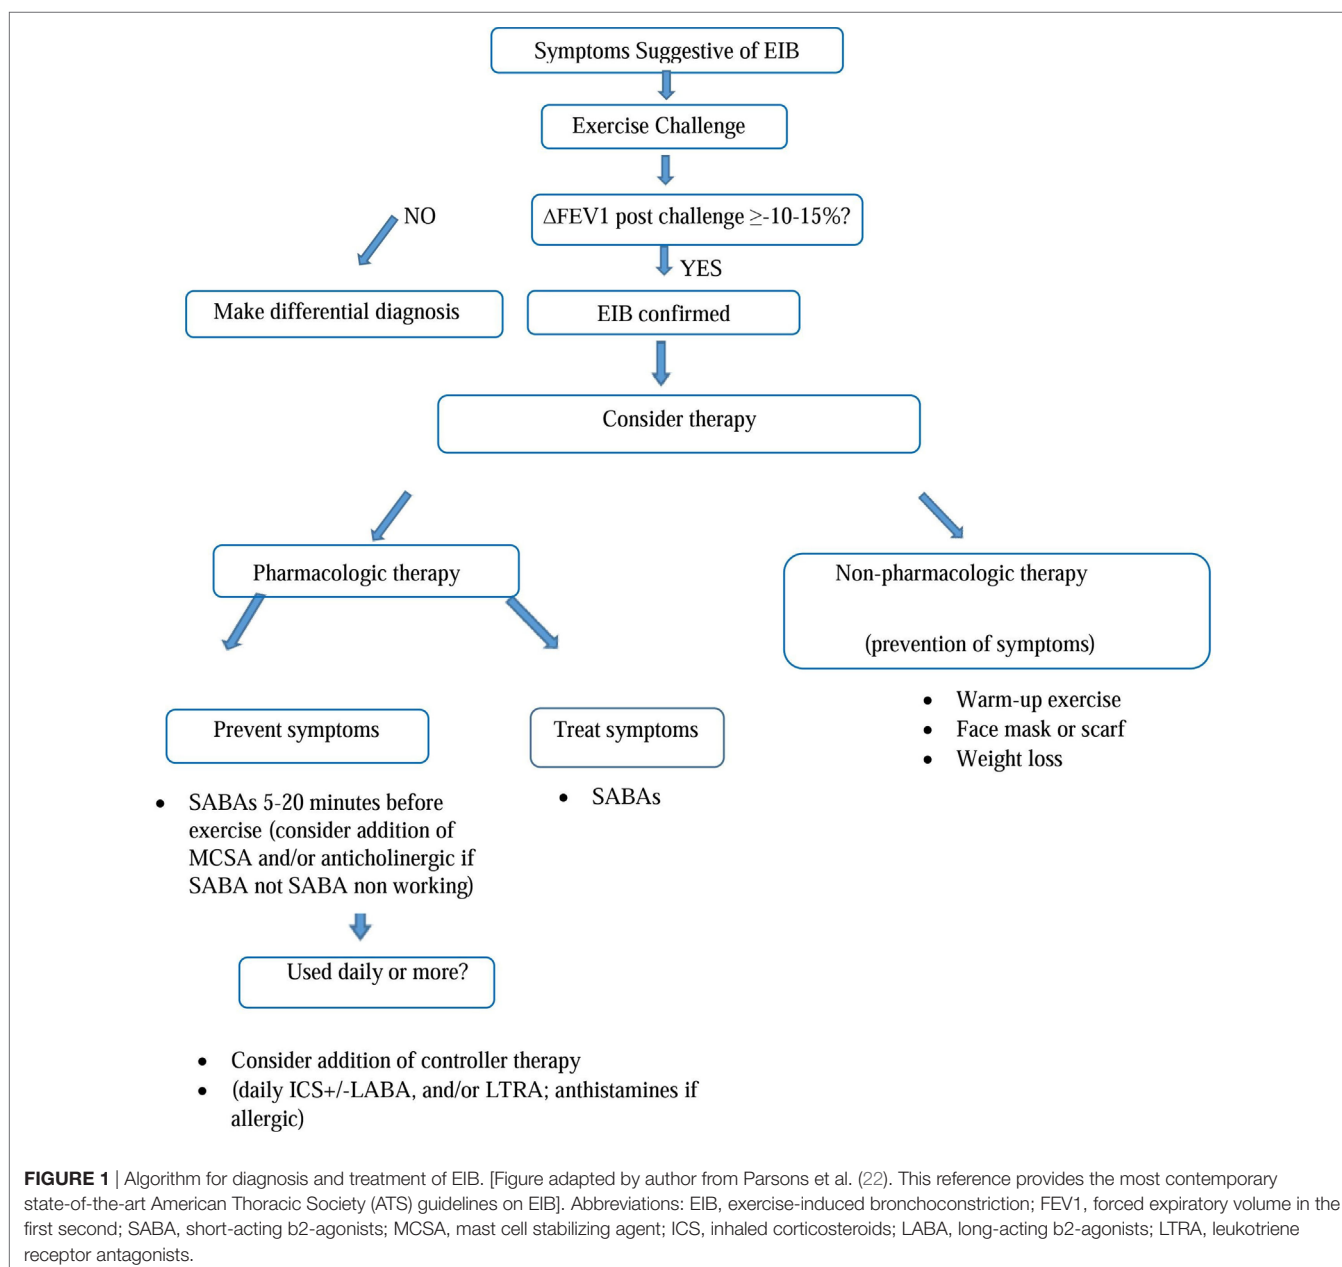 Symptoms Suggestive of EIB
Exercise Challenge
ΔFEV1 post challenge ≥-10-15%?
NO
YES
Make differential diagnosis
EIB confirmed
Consider therapy
Pharmacologic therapy
Non-pharmacologic therapy
(prevention of symptoms)
• Warm-up exercise
• Face mask or scarf
• Weight loss
Prevent symptoms
Treat symptoms
• SABAs 5-20 minutes before
exercise (consider addition of
MCSA and/or anticholinergic if
SABA not SABA non working)
• SABAs
Used daily or more?
• Consider addition of controller therapy
• (daily ICS+/-LABA, and/or LTRA; anthistamines if
allergic)
FIGURE 1 | Algorithm for diagnosis and treatment of EIB. [Figure adapted by author from Parsons et al. (22). This reference provides the most contemporary
state-of-the-art American Thoracic Society (ATS) guidelines on EIB]. Abbreviations: EIB, exercise-induced bronchoconstriction; FEV1, forced expiratory volume in the
first second; SABA, short-acting b2-agonists; MCSA, mast cell stabilizing agent; ICS, inhaled corticosteroids; LABA, long-acting b2-agonists; LTRA, leukotriene
receptor antagonists.